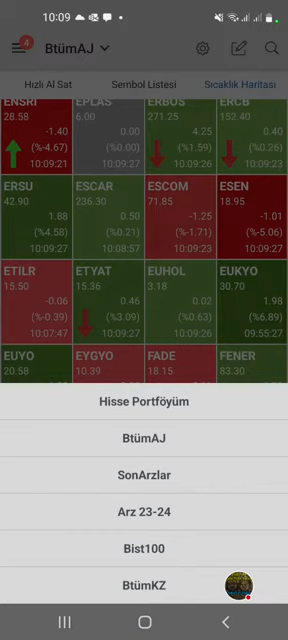 10:09
4
BtümAJ
Hızlı Al Sat
Sembol Listesi
Sıcaklık Haritası
ENSRI
28.58
-1.40
(%-4.67)
10:09:21
EPLAS
6.00
0.00
(%0.00)
10:09:27
ERBOS
271.25
4.25
(%1.59)
10:09:26
ERCB
152.40
0.40
(%0.26)
10:09:23
ERSU
42.90
1.88
(%4.58)
10:09:27
ESCAR
236.30
0.50
(%0.21)
10:08:57
ESCOM
71.85
-1.25
(%-1.71)
10:09:23
ESEN
18.95
-1.01
(%-5.06)
10:09:27
ETILR
15.50
-0.06
(%-0.39)
10:07:47
ETYAT
15.36
0.46
(%3.09)
10:09:27
EUHOL
3.18
0.02
(%0.63)
10:09:26
EUKYO
30.70
1.98
(%6.89)
09:55:27
EUYO
20.58
EYGYO
10.39
FADE
18.15
FENER
83.30
Hisse Portföyüm
BtümAJ
SonArzlar
Arz 23-24
Bist100
BtümKZ